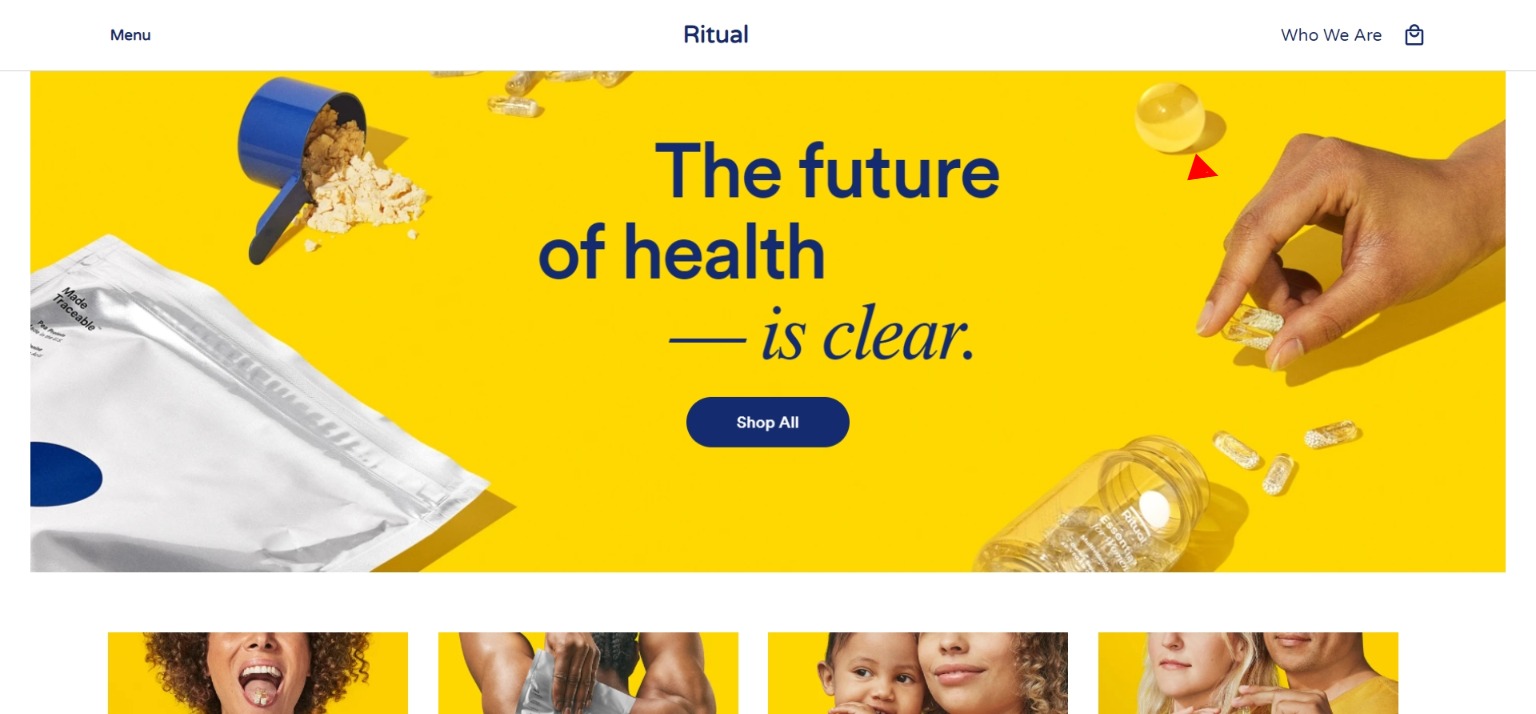 Menu
Ritual
Who We Are
The future
of health
— is clear.
Shop All
Made
Traceable
Ritual